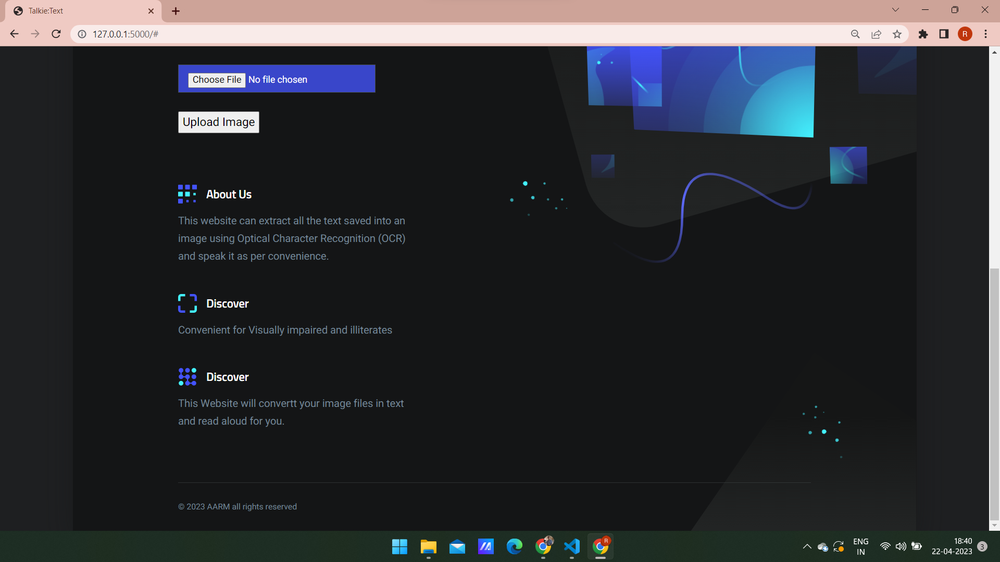 Talkie:Text
127.0.0.1:5000/#
R
Choose File No file chosen
Upload Image
About Us
This website can extract all the text saved into an
image using Optical Character Recognition (OCR)
and speak it as per convenience.
Discover
Convenient for Visually impaired and illiterates
Discover
This Website will convertt your image files in text
and read aloud for you.
© 2023 AARM all rights reserved
R
ENG
IN
18:40
22-04-2023
3